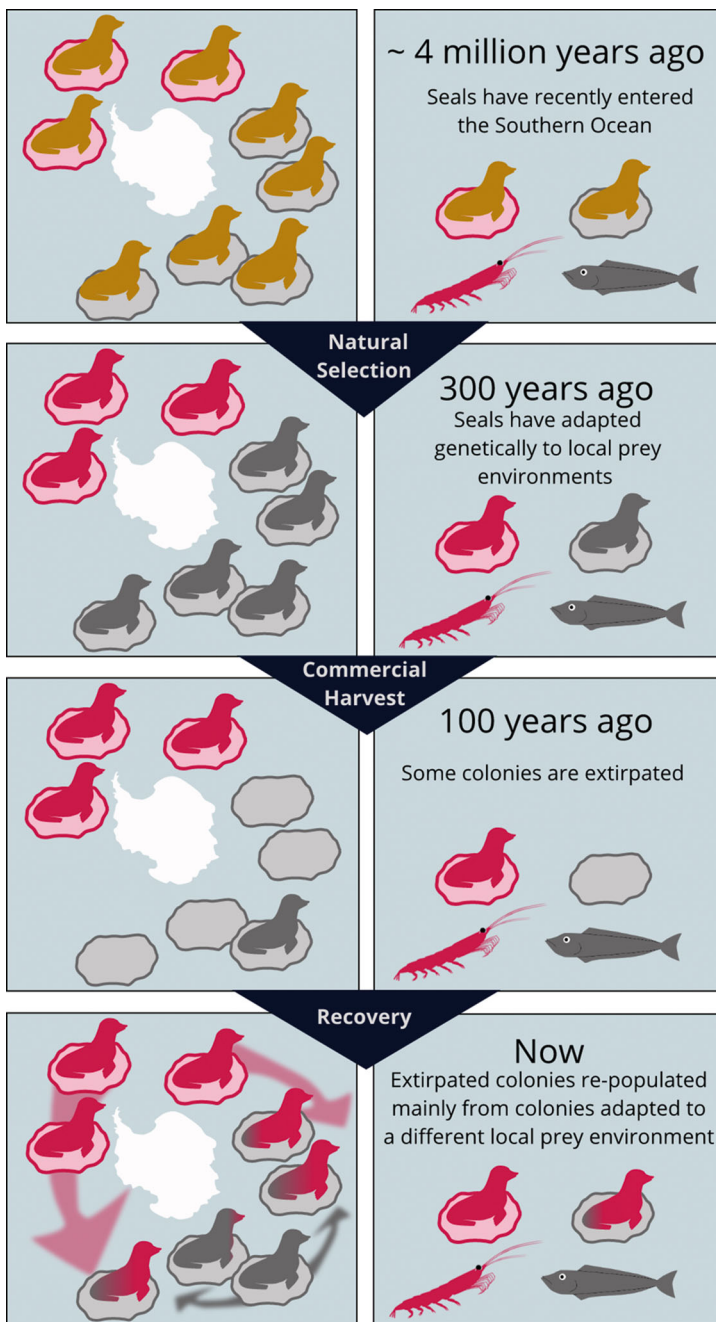 ~ 4 million years ago
Seals have recently entered
the Southern Ocean
Natural
Selection
300 years ago
Seals have adapted
genetically to local prey
environments
Commercial
Harvest
100 years ago
Some colonies are extirpated
Recovery
Now
Extirpated colonies re-populated
mainly from colonies adapted to
a different local prey environment